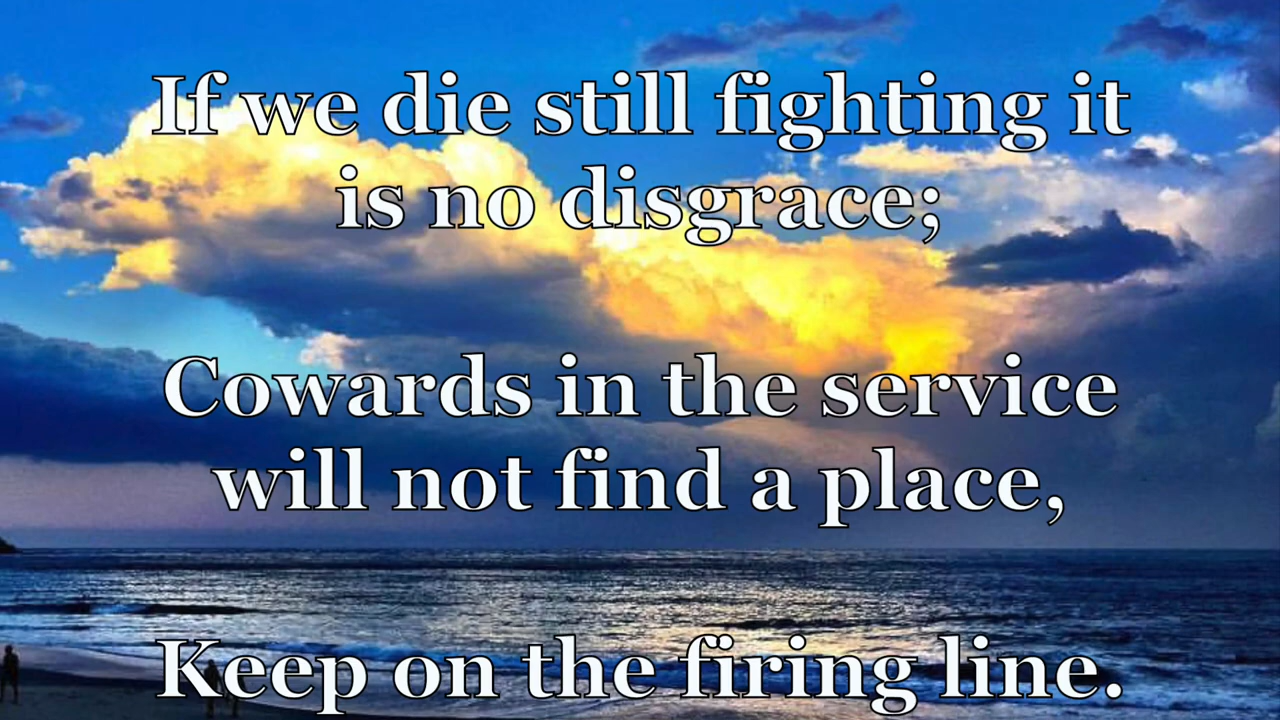 If we die still fighting it
is no disgrace;
Cowards in the service
will not find a place,
Keep on the firing line.